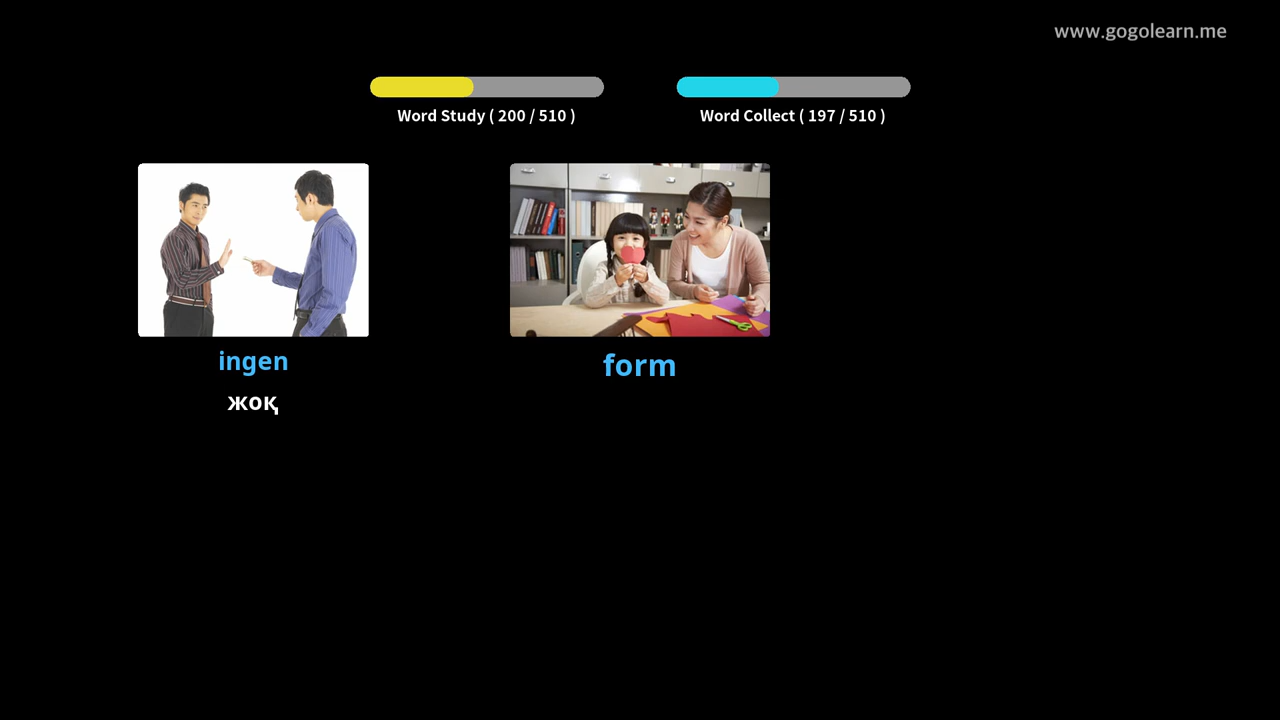 www.gogolearn.me
Word Study ( 200 / 510 )
Word Collect ( 197 / 510 )
ingen
жоқ
form